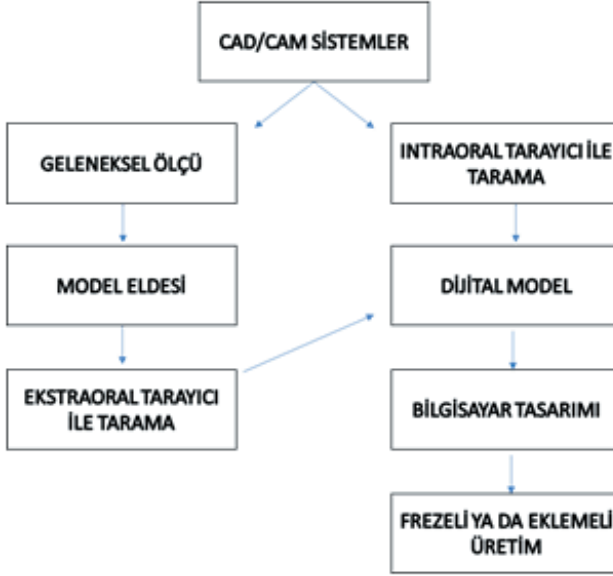 CAD/CAM SİSTEMLER
GELENEKSEL ÖLÇÜ
INTRAORAL TARAYICI İLE
TARAMA
MODEL ELDESİ
DİJİTAL MODEL
EKSTRAORAL TARAYICI
İLE TARAMA
BİLGİSAYAR TASARIMI
FREZELİ YA DA EKLEMELİ
ÜRETİM